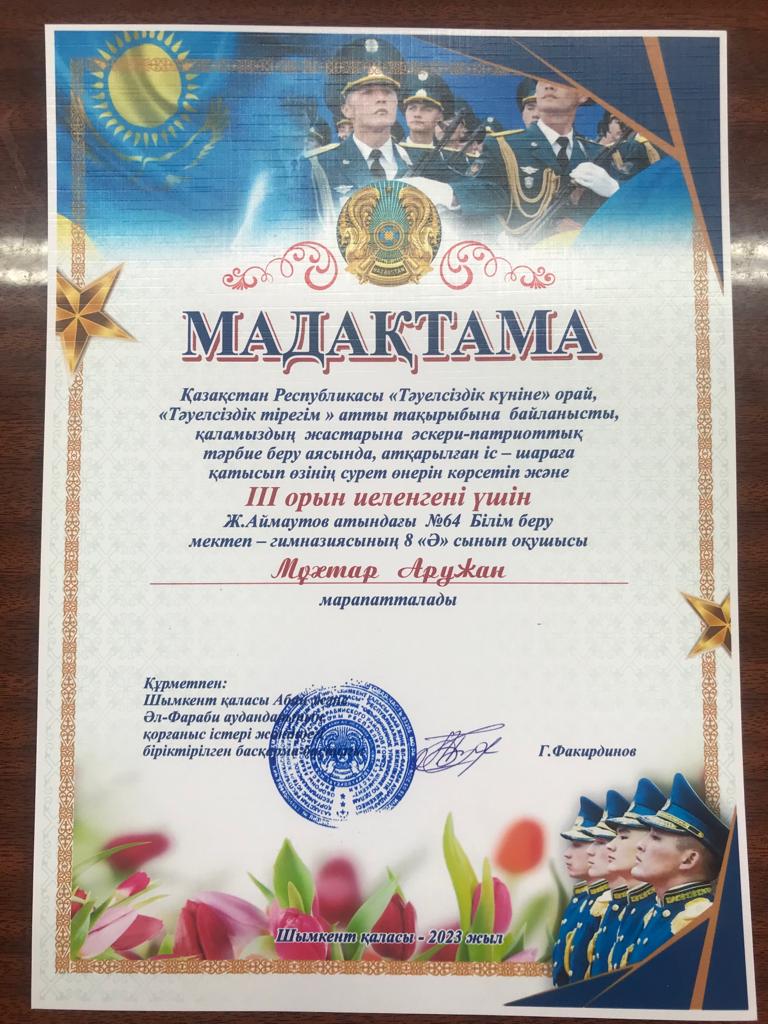 KAZAKHSTAN
МАДАҚТАМА
Қазақстан Республикасы «Тәуелсіздік күніне» орай,
«Тәуелсіздік тірегім » атты тақырыбына байланысты,
қаламыздың жастарына әскери-патриоттық
тәрбие беру аясында, атқарылған іс – шараға
қатысып өзінің сурет өнерін көрсетіп және
III орын иеленгені үшін
Ж.Аймаутов атындағы №64 Білім беру
мектеп – гимназиясының 8 «Ә» сынып оқушысы
Мұхтар Аружан
марапатталады
Құрметпен:
Шымкент қаласы Абай және
Әл-Фараби аудандарының
қорғаныс істері жөніндегі
біріктірілген басқарма бастығы
Г.Факирдинов
Шымкент қаласы - 2023 жыл